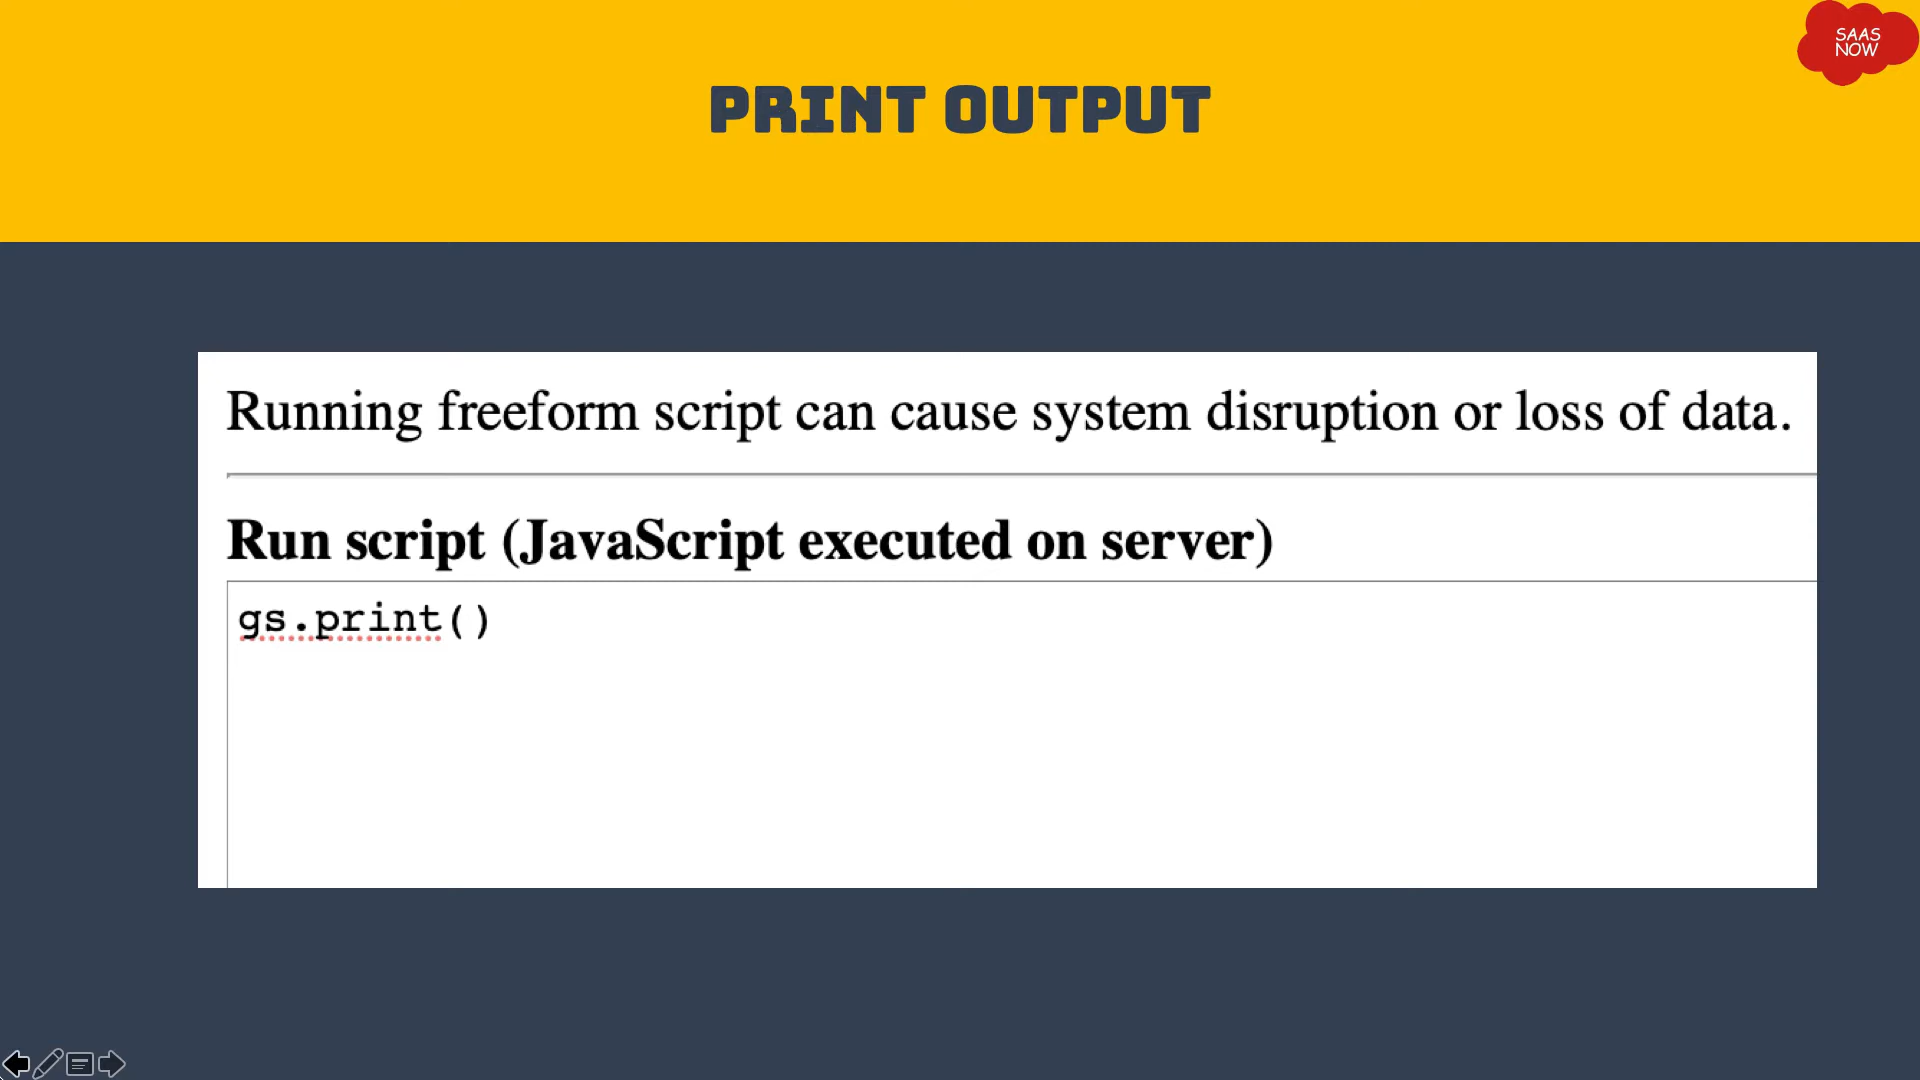 SAAS
NOW
PRINT OUTPUT
Running freeform script can cause system disruption or loss of data.
Run script (JavaScript executed on server)
gs.print()